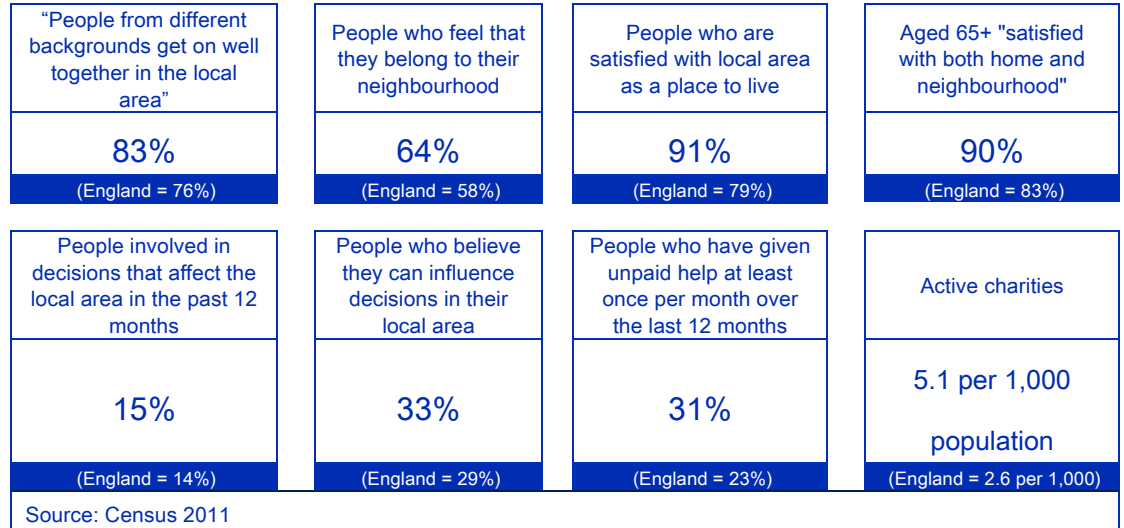 “People from different
backgrounds get on well
together in the local
area”
83%
(England = 76%)
People who feel that
they belong to their
neighbourhood
64%
(England = 58%)
People who are
satisfied with local area
as a place to live
91%
(England = 79%)
Aged 65+ "satisfied
with both home and
neighbourhood"
90%
(England = 83%)
People involved in
decisions that affect the
local area in the past 12
months
15%
(England = 14%)
People who believe
they can influence
decisions in their
local area
33%
(England = 29%)
People who have given
unpaid help at least
once per month over
the last 12 months
31%
(England = 23%)
Active charities
5.1 per 1,000
population
(England = 2.6 per 1,000)
Source: Census 2011